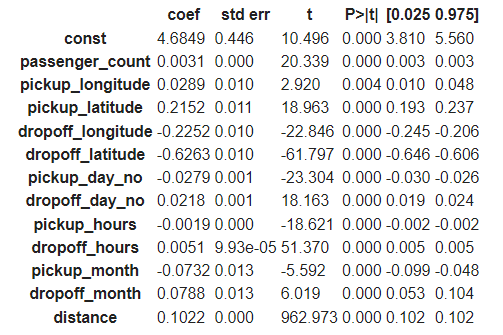 coef std err t P>|t| [0.025 0.975]
const 4.6849 0.446 10.496 0.000 3.810 5.560
passenger_count 0.0031 0.000 20.339 0.000 0.003 0.003
pickup_longitude 0.0289 0.010 2.920 0.004 0.010 0.048
pickup_latitude 0.2152 0.011 18.963 0.000 0.193 0.237
dropoff_longitude -0.2252 0.010 -22.846 0.000 -0.245 -0.206
dropoff_latitude -0.6263 0.010 -61.797 0.000 -0.646 -0.606
pickup_day_no -0.0279 0.001 -23.304 0.000 -0.030 -0.026
dropoff_day_no 0.0218 0.001 18.163 0.000 0.019 0.024
pickup_hours -0.0019 0.000 -18.621 0.000 -0.002 -0.002
dropoff_hours 0.0051 9.93e-05 51.370 0.000 0.005 0.005
pickup_month -0.0732 0.013 -5.592 0.000 -0.099 -0.048
dropoff_month 0.0788 0.013 6.019 0.000 0.053 0.104
distance 0.1022 0.000 962.973 0.000 0.102 0.102